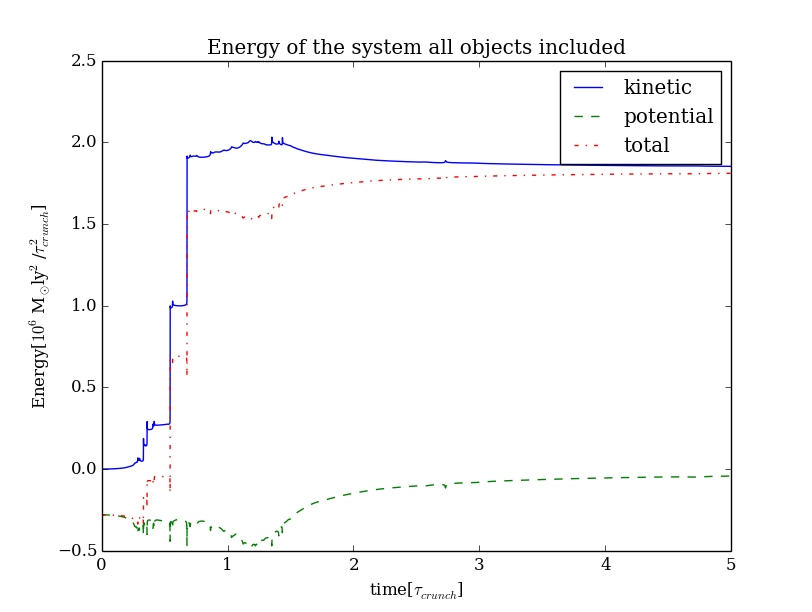 Energy of the system all objects included
2.5
2.0
1.5
1.0
0.5
0.0
−0.5
Energy[10⁶ M⊙ly² /τ²crunch]
kinetic
potential
total
0 1 2 3 4 5
time[τcrunch]